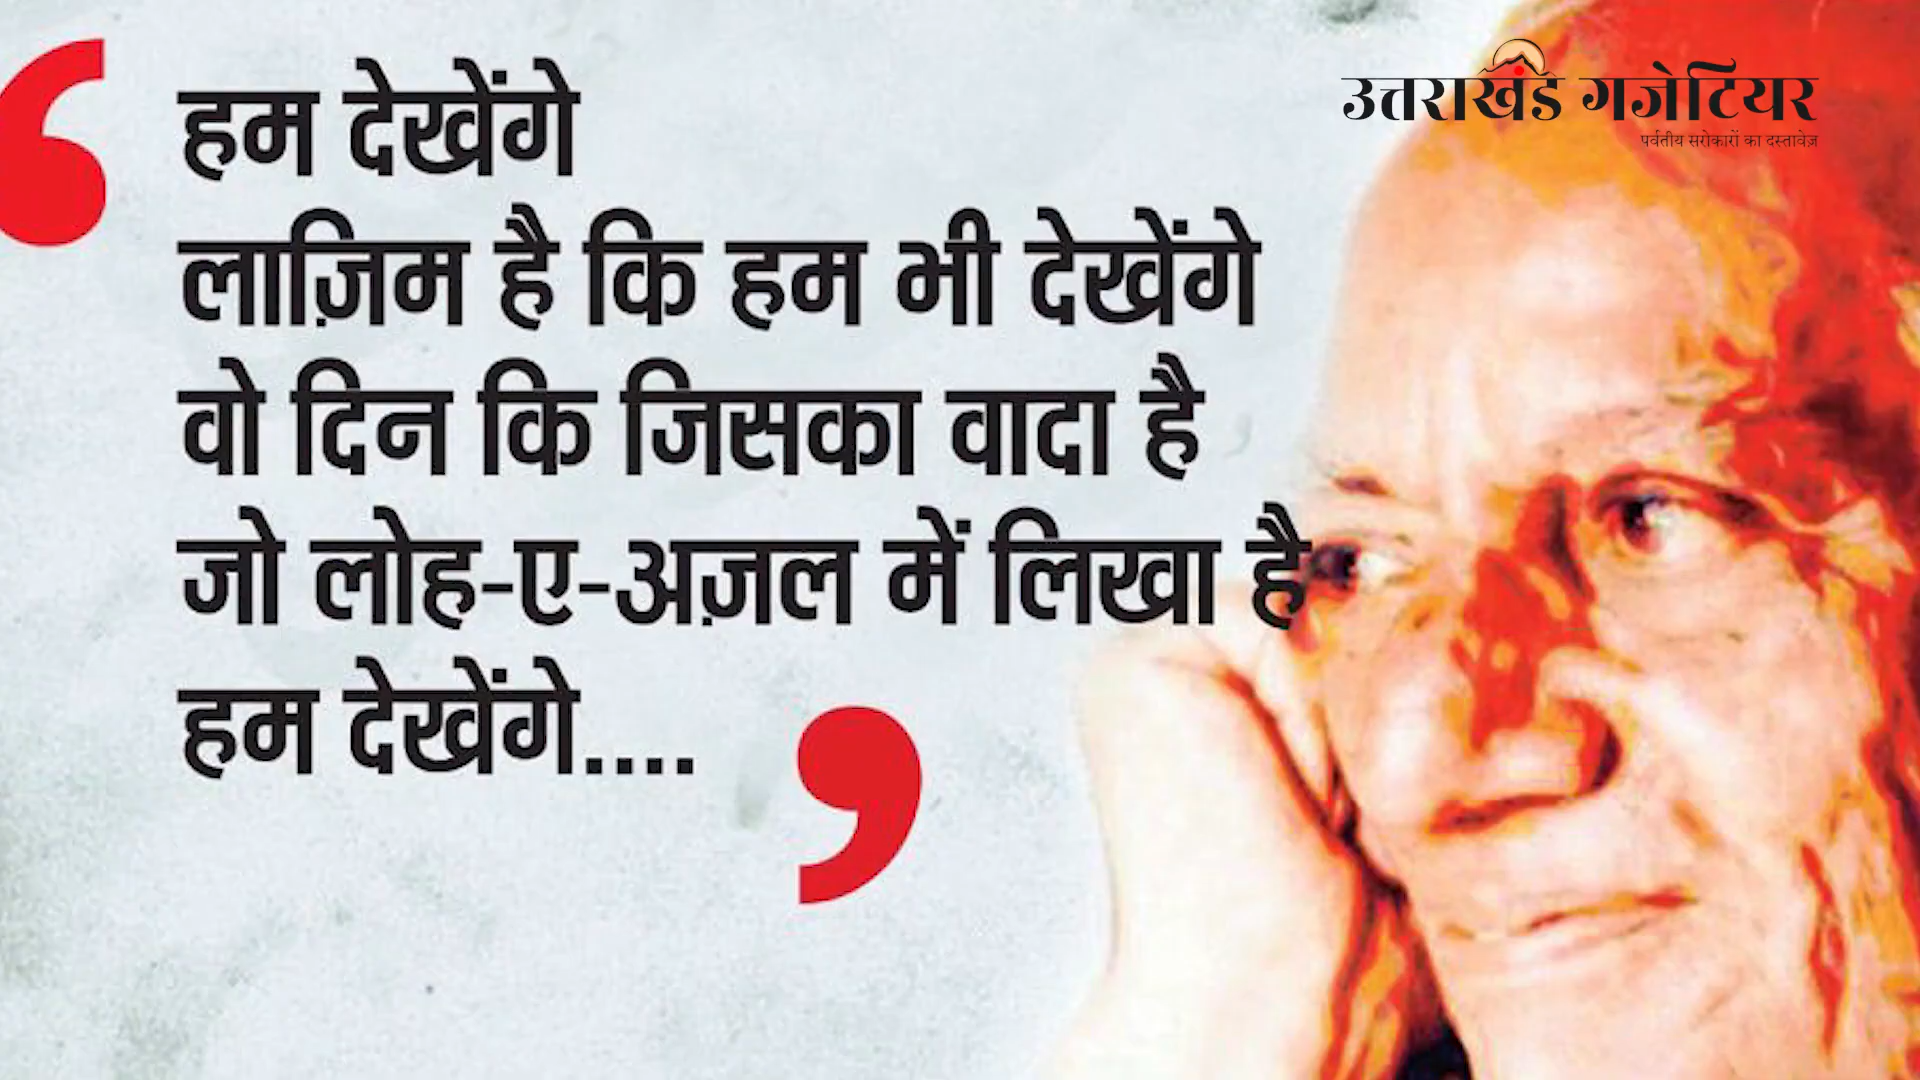 उत्तराखंड गजेटियर
पर्वतीय सरोकारों का दस्तावेज़
हम देखेंगे
लाज़िम है कि हम भी देखेंगे
वो दिन कि जिसका वादा है
जो लोह-ए-अज़ल में लिखा है
हम देखेंगे....